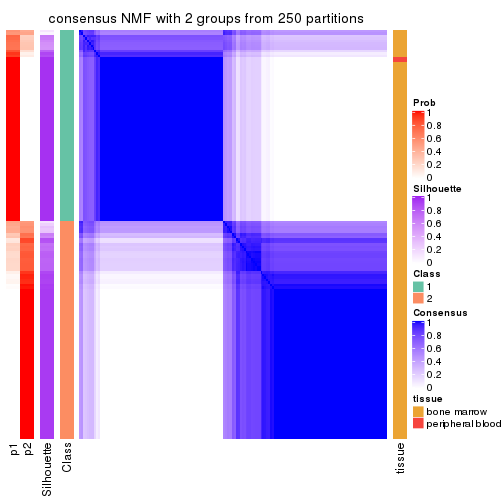 consensus NMF with 2 groups from 250 partitions
Prob
1
0.8
0.6
0.4
0.2
0
Silhouette
1
0.8
0.6
0.4
0.2
0
Class
1
2
Consensus
1
0.8
0.6
0.4
0.2
0
tissue
bone marrow
peripheral blood
p1
p2
Silhouette
Class
tissue